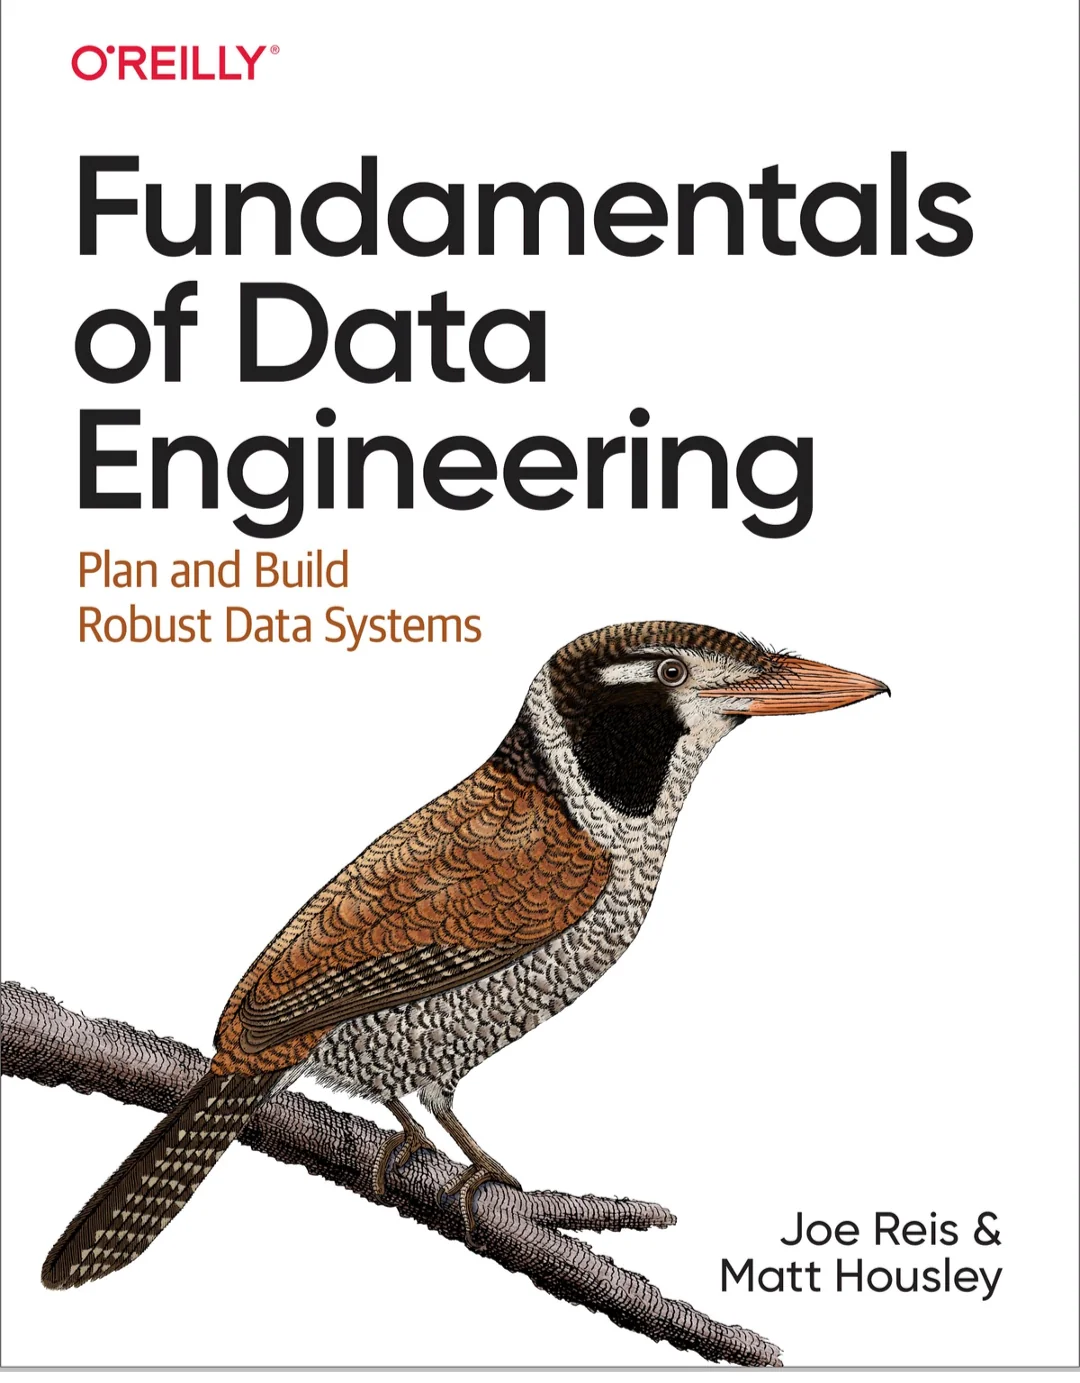 O'REILLY®
Fundamentals
of Data
Engineering
Plan and Build
Robust Data Systems
Joe Reis &
Matt Housley